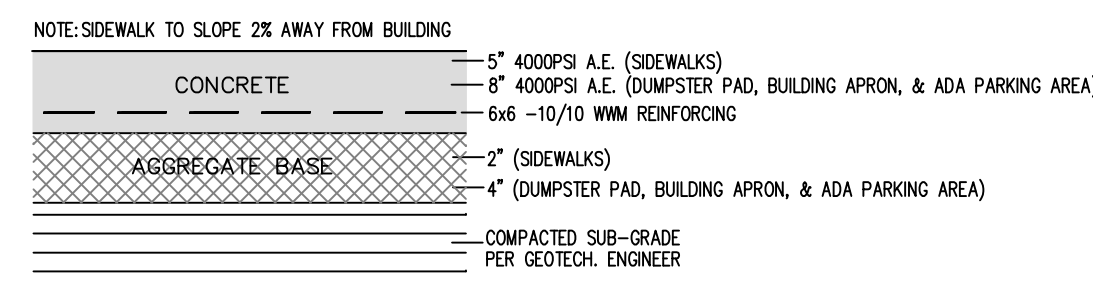 NOTE: SIDEWALK TO SLOPE 2% AWAY FROM BUILDING
5" 4000PSI A.E. (SIDEWALKS)
CONCRETE
8" 4000PSI A.E. (DUMPSTER PAD, BUILDING APRON, & ADA PARKING AREA)
6x6 -10/10 WWM REINFORCING
AGGREGATE BASE
2" (SIDEWALKS)
4" (DUMPSTER PAD, BUILDING APRON, & ADA PARKING AREA)
COMPACTED SUB-GRADE
PER GEOTECH. ENGINEER